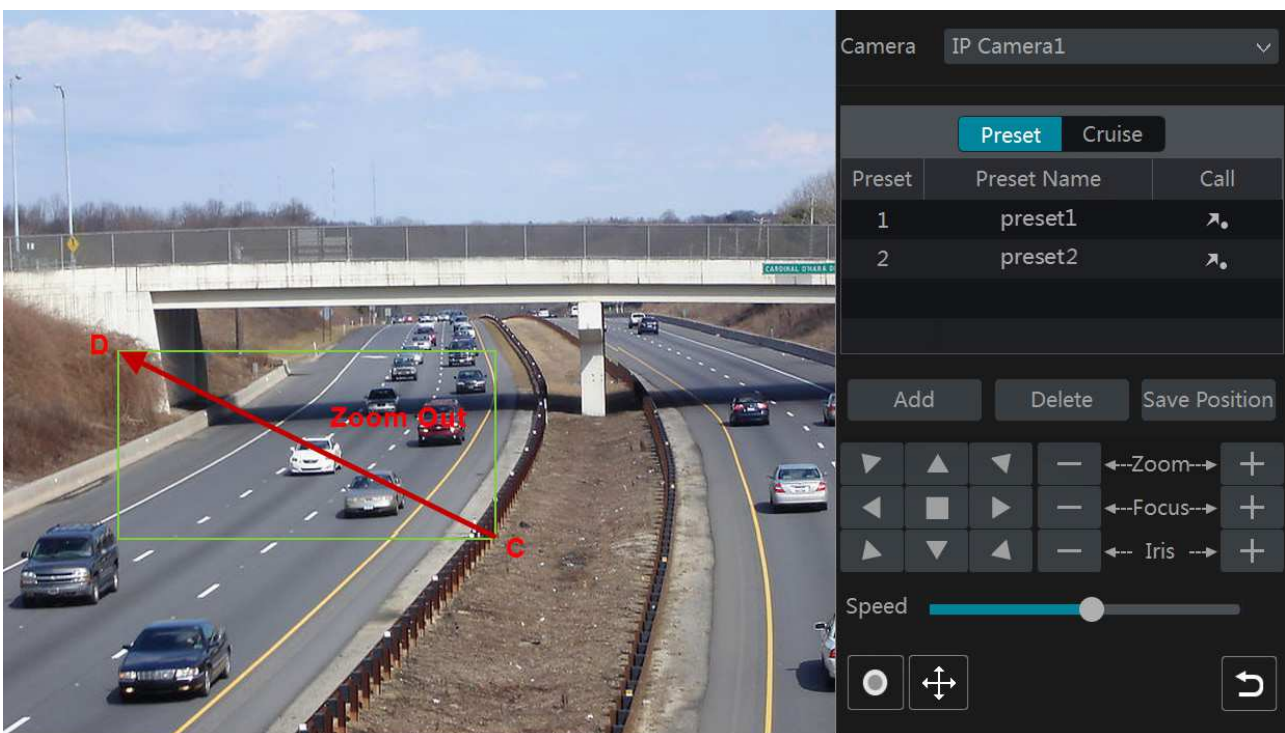 Camera IP Camera1
Preset Cruise
Preset Preset Name Call
1 preset1
2 preset2
CARDINAL O'HARA
D
Zoom Out
C
Add Delete Save Position
Zoom
Focus
Iris
Speed